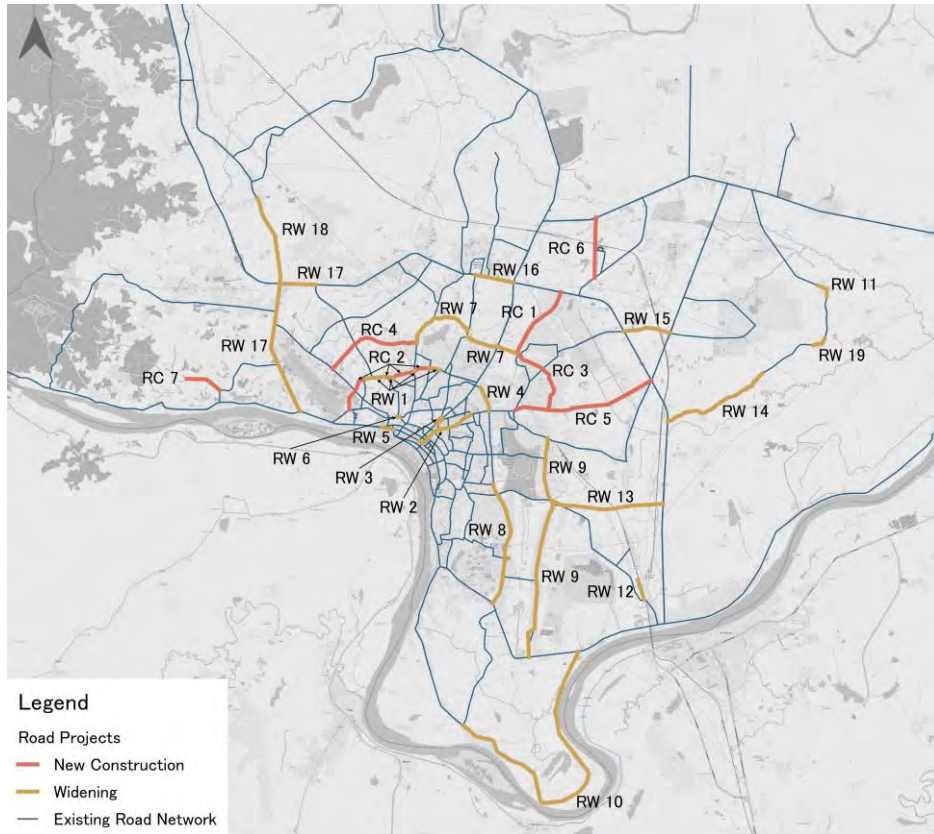 RW 18
RC 6
RW 17
RW 16
RW 11
RW 7
RC 1
RC 4
RW 15
RC 2
RW 17
RW 7
RW 19
RC 3
RC 7
RW 1
RW 4
RW 14
RC 5
RW 5
RW 6
RW 9
RW 3
RW 13
RW 2
RW 8
RW 9
RW 12
RW 10
Legend
Road Projects
New Construction
Widening
Existing Road Network